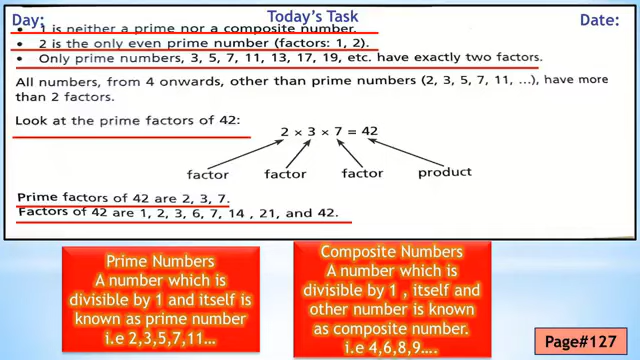 Day:
Today's Task
Date:
• 1 is neither a prime nor a composite number.
• 2 is the only even prime number (factors: 1, 2).
• Only prime numbers, 3, 5, 7, 11, 13, 17, 19, etc. have exactly two factors.
All numbers, from 4 onwards, other than prime numbers (2, 3, 5, 7, 11, ...), have more
than 2 factors.
Look at the prime factors of 42:
2 × 3 × 7 = 42
factor factor factor product
Prime factors of 42 are 2, 3, 7.
Factors of 42 are 1, 2, 3, 6, 7, 14 , 21, and 42.
Prime Numbers
A number which is
divisible by 1 and itself is
known as prime number
i.e 2,3,5,7,11...
Composite Numbers
A number which is
divisible by 1 , itself and
other number is known
as composite number.
i.e 4,6,8,9....
Page#127